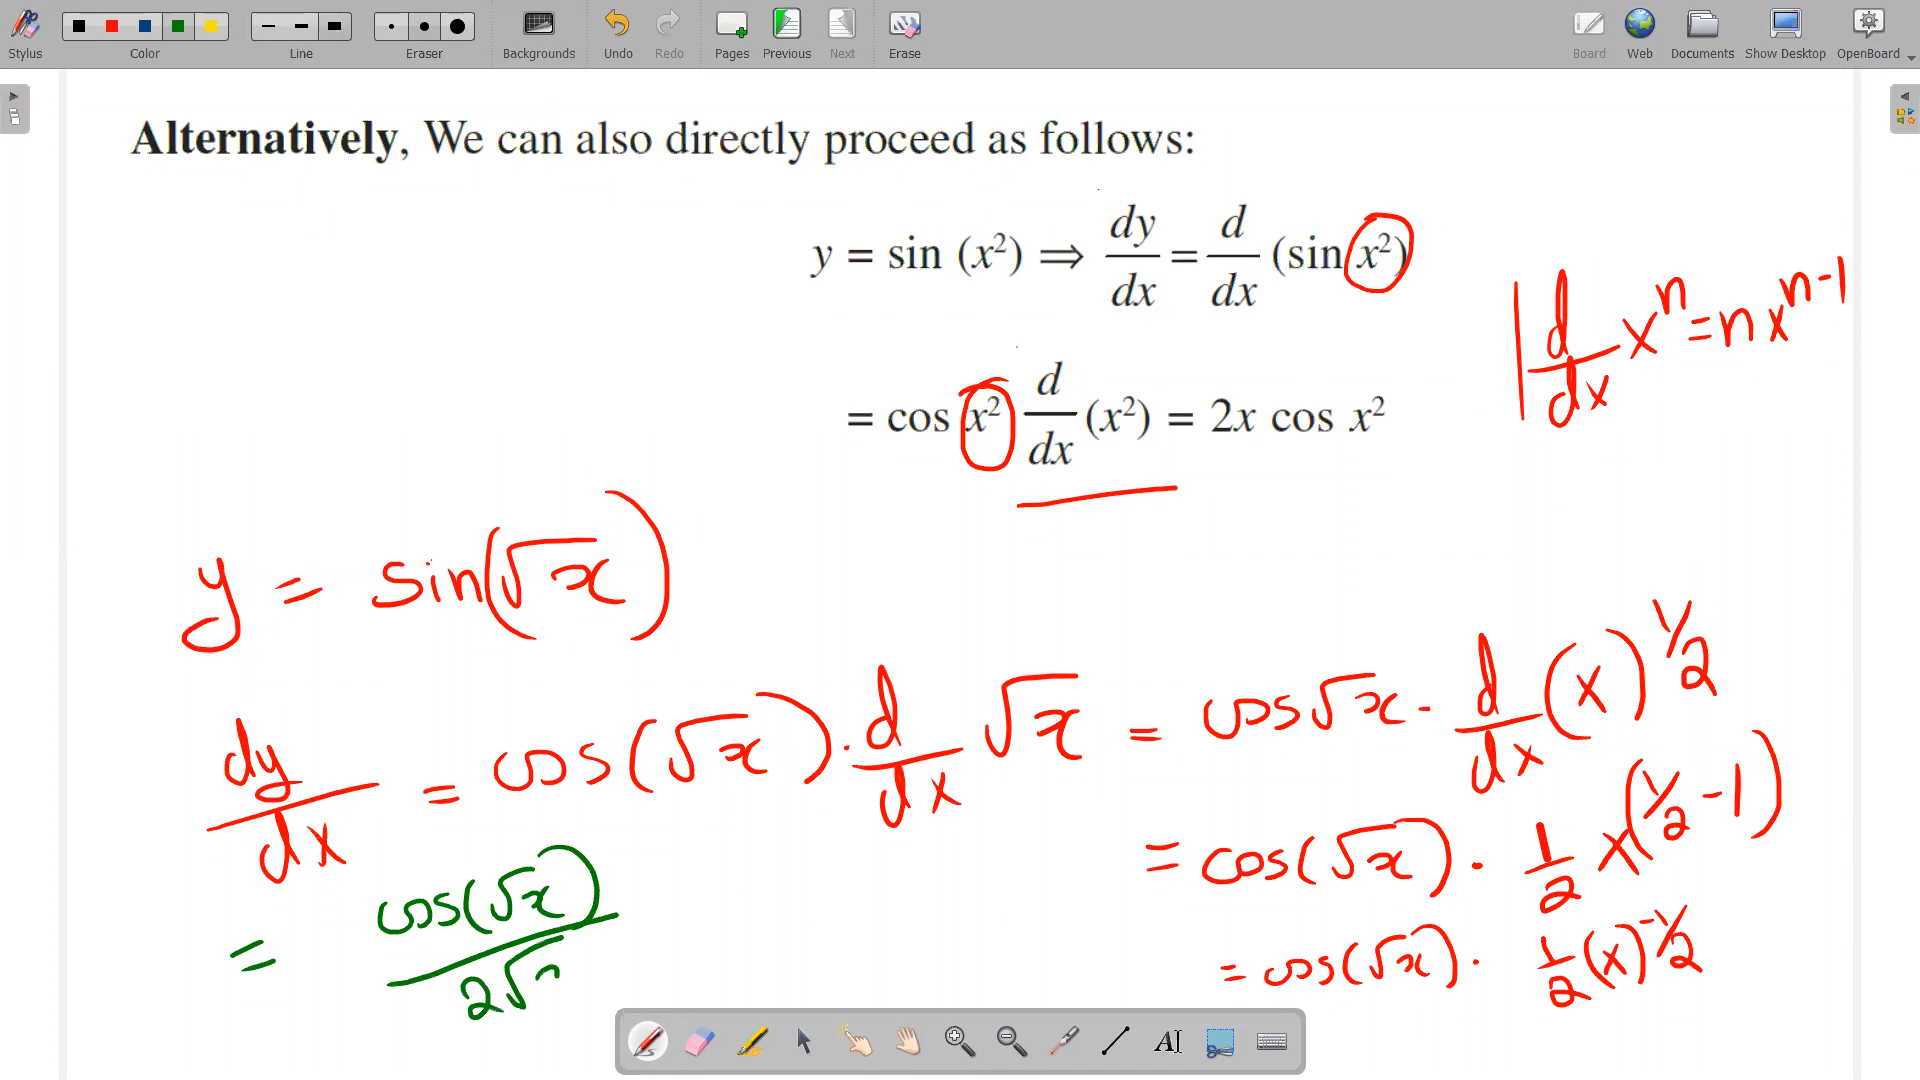 Stylus Color Line Eraser Backgrounds Undo Redo Pages Previous Next Erase Board Web Documents Show Desktop OpenBoard
Alternatively, We can also directly proceed as follows:
y = sin (x²) ⇒ dy/dx = d/dx (sin x²)
d/dx xⁿ = n xⁿ⁻¹
= cos x² d/dx (x²) = 2x cos x²
y = sin(√x)
dy/dx = cos(√x) · d/dx √x = cos√x · d/dx (x)^1/2
= cos(√x) · 1/2 x^(1/2 - 1)
= cos(√x) · 1/2 (x)^-1/2
= cos(√x) / 2√